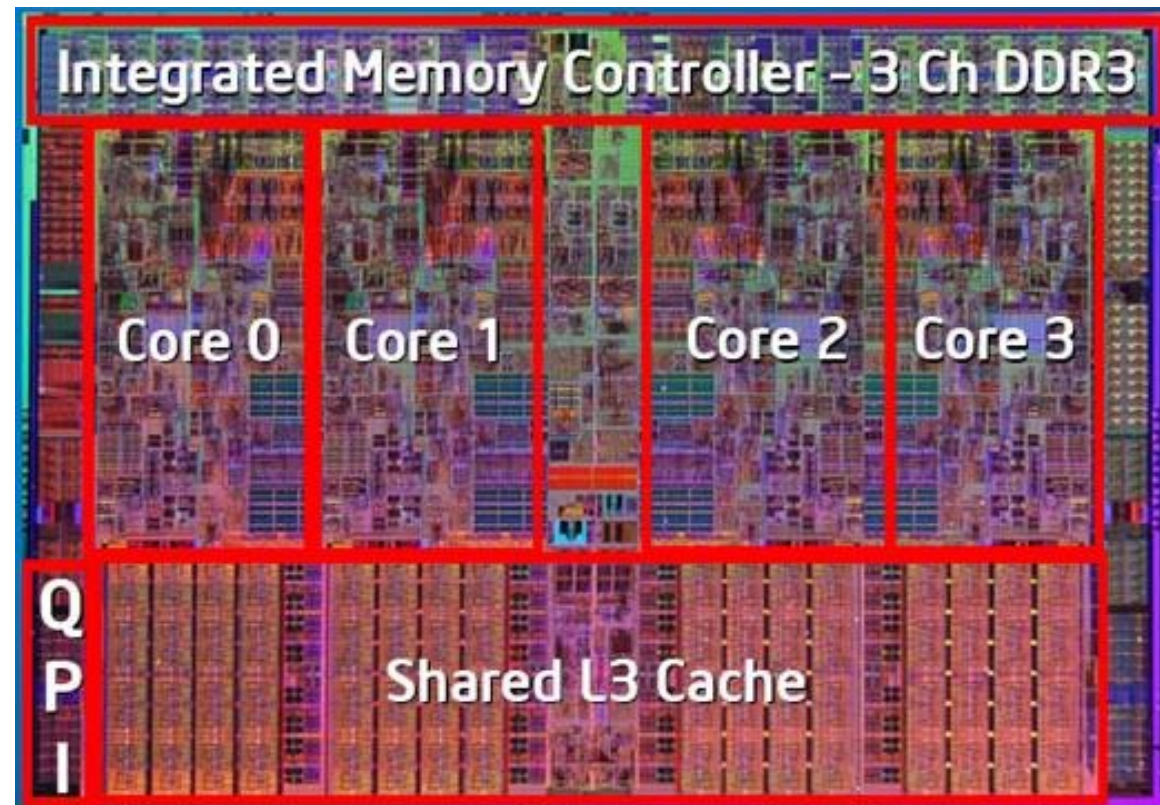 Integrated Memory Controller – 3 Ch DDR3
Core 0
Core 1
Core 2
Core 3
Q
P
I
Shared L3 Cache